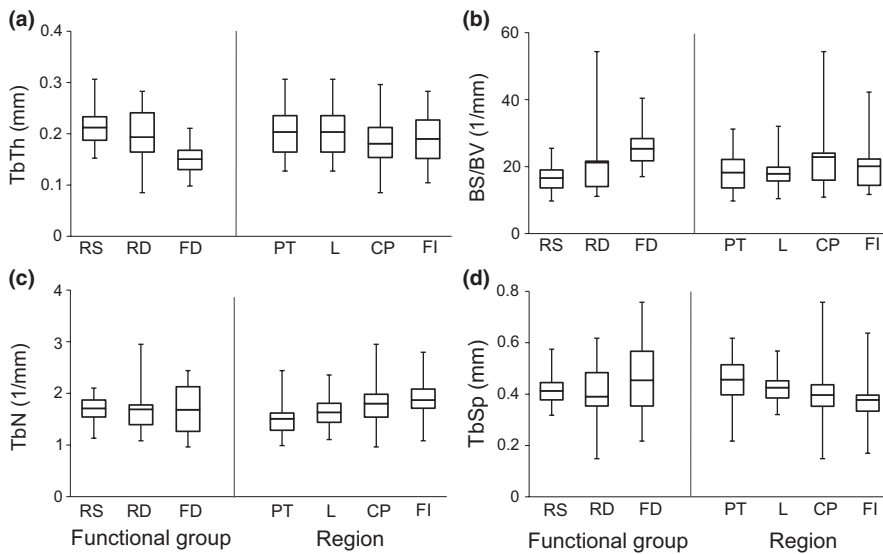 (a)
TbTh (mm)
0.4
0.3
0.2
0.1
0
RS RD FD PT L CP FI
(b)
BS/BV (1/mm)
60
40
20
0
RS RD FD PT L CP FI
(c)
TbN (1/mm)
4
3
2
1
0
RS RD FD PT L CP FI
Functional group Region
(d)
TbSp (mm)
0.8
0.6
0.4
0.2
0
RS RD FD PT L CP FI
Functional group Region